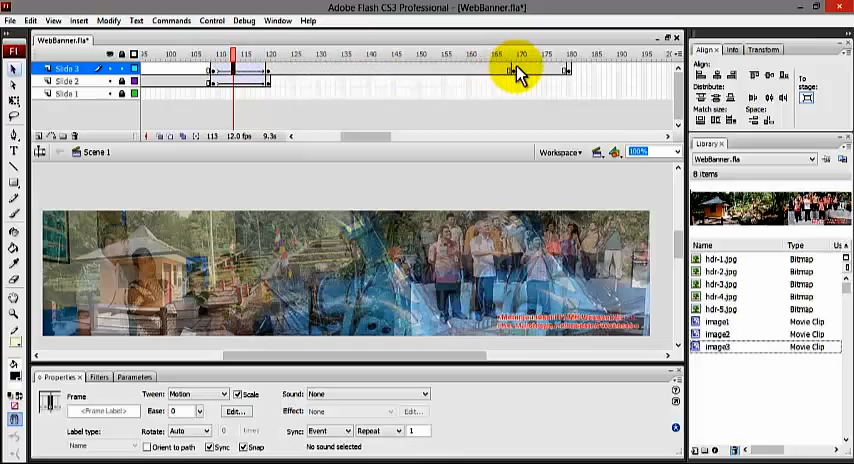 Adobe Flash CS3 Professional - [WebBanner.fla*]
File Edit View Insert Modify Text Commands Control Debug Window Help
WebBanner.fla*
95 100 105 110 115 120 125 130 135 140 145 150 155 160 165 170 175 180 185 190 195
Slide 3
Slide 2
Slide 1
113 12.0 fps 9.3s
Scene 1
Workspace
100%
Align × Info Transform
Align:
Distribute:
Match size:
Space:
To stage:
Library ×
WebBanner.fla
8 items
Name Type Us
hdr-1.jpg Bitmap
hdr-2.jpg Bitmap
hdr-3.jpg Bitmap
hdr-4.jpg Bitmap
hdr-5.jpg Bitmap
image1 Movie Clip
image2 Movie Clip
image3 Movie Clip
Properties × Filters Parameters
Frame
<Frame Label>
Label type:
Name
Tween: Motion Scale
Ease: 0 Edit...
Rotate: Auto 0 times
Orient to path Sync Snap
Sound: None
Effect: None Edit...
Sync: Event Repeat 1
No sound selected